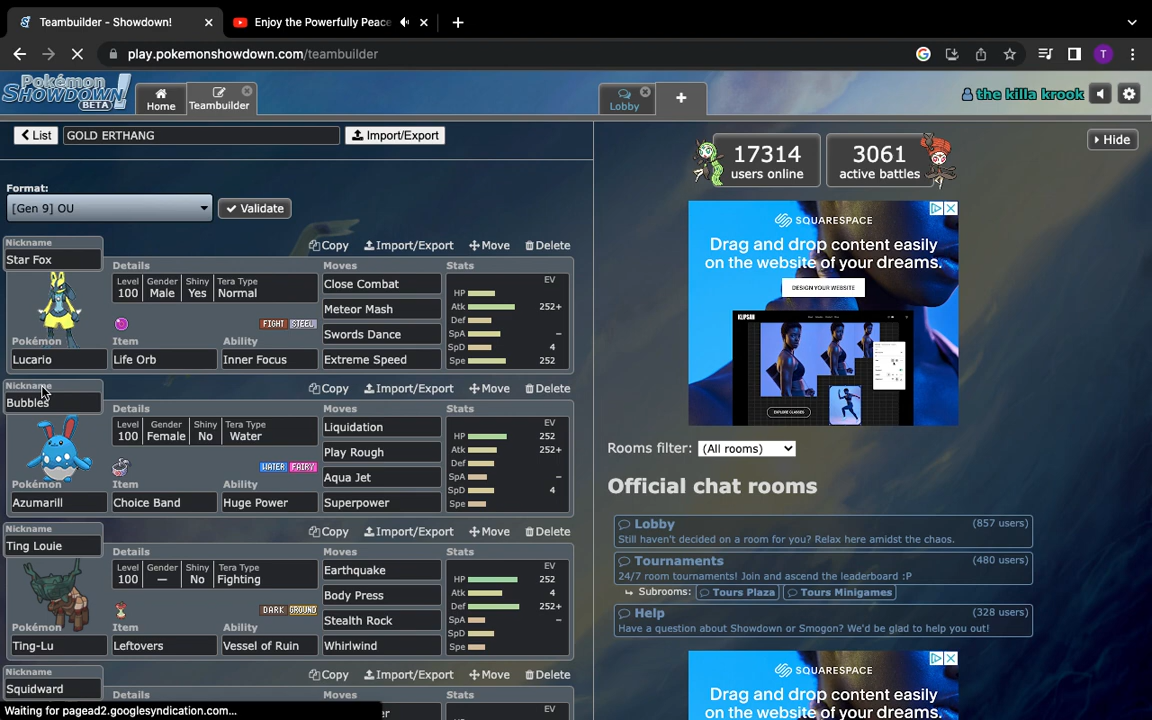 Teambuilder - Showdown!
Enjoy the Powerfully Peace
play.pokemonshowdown.com/teambuilder
T
Pokémon
SHOWDOWN!
BETA
Home
Teambuilder
Lobby
the killa krook
List
GOLD ERTHANG
Import/Export
17314
users online
3061
active battles
Hide
Format:
[Gen 9] OU
Validate
Nickname
Star Fox
Copy Import/Export Move Delete
Details
Level Gender Shiny Tera Type
100 Male Yes Normal
FIGHT STEEL
Pokémon Item Ability
Lucario Life Orb Inner Focus
Moves
Close Combat
Meteor Mash
Swords Dance
Extreme Speed
Stats
EV
HP
Atk 252+
Def
SpA –
SpD 4
Spe 252
Nickname
Bubbles
Copy Import/Export Move Delete
Details
Level Gender Shiny Tera Type
100 Female No Water
WATER FAIRY
Pokémon Item Ability
Azumarill Choice Band Huge Power
Moves
Liquidation
Play Rough
Aqua Jet
Superpower
Stats
EV
HP 252
Atk 252+
Def
SpA –
SpD 4
Spe
Nickname
Ting Louie
Copy Import/Export Move Delete
Details
Level Gender Shiny Tera Type
100 — No Fighting
DARK GROUND
Pokémon Item Ability
Ting-Lu Leftovers Vessel of Ruin
Moves
Earthquake
Body Press
Stealth Rock
Whirlwind
Stats
EV
HP 252
Atk 4
Def 252+
SpA –
SpD
Spe
Nickname
Squidward
Copy Import/Export Move Delete
Details
Moves
Stats
EV
Waiting for pagead2.googlesyndication.com...
SQUARESPACE
Drag and drop content easily
on the website of your dreams.
DESIGN YOUR WEBSITE
KLIPSAN
EXPLORE CLASSES
Rooms filter: (All rooms)
Official chat rooms
Lobby (857 users)
Still haven't decided on a room for you? Relax here amidst the chaos.
Tournaments (480 users)
24/7 room tournaments! Join and ascend the leaderboard :P
Subrooms: Tours Plaza Tours Minigames
Help (328 users)
Have a question about Showdown or Smogon? We'd be glad to help you out!
SQUARESPACE
Drag and drop content easily